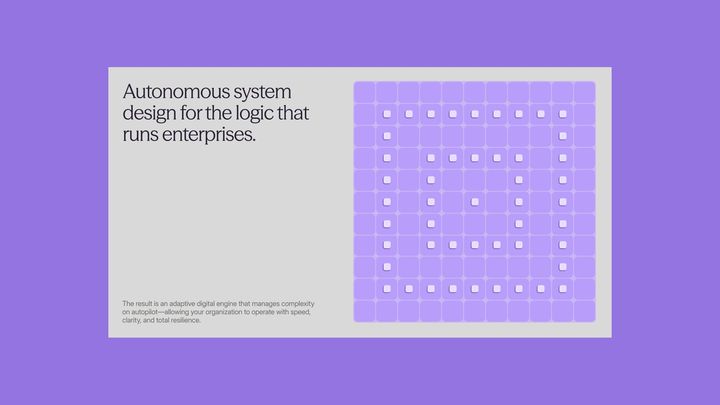 Autonomous system
design for the logic that
runs enterprises.
The result is an adaptive digital engine that manages complexity
on autopilot—allowing your organization to operate with speed,
clarity, and total resilience.